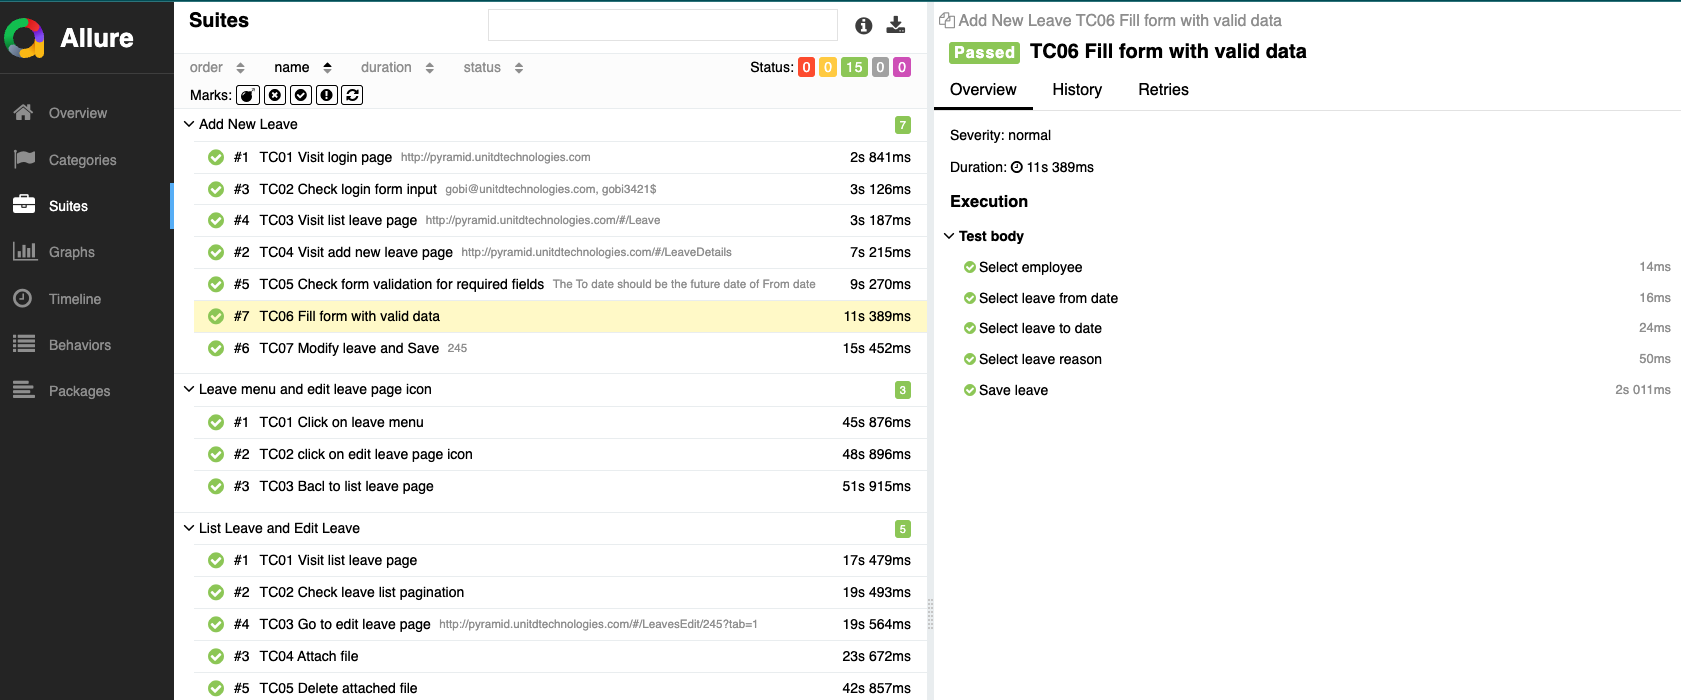 Allure
Overview
Categories
Suites
Graphs
Timeline
Behaviors
Packages
Suites
order name duration status Status: 0 0 15 0 0
Marks:
Add New Leave 7
#1 TC01 Visit login page http://pyramid.unitdtechnologies.com 2s 841ms
#3 TC02 Check login form input gobi@unitdtechnologies.com, gobi3421$ 3s 126ms
#4 TC03 Visit list leave page http://pyramid.unitdtechnologies.com/#/Leave 3s 187ms
#2 TC04 Visit add new leave page http://pyramid.unitdtechnologies.com/#/LeaveDetails 7s 215ms
#5 TC05 Check form validation for required fields The To date should be the future date of From date 9s 270ms
#7 TC06 Fill form with valid data 11s 389ms
#6 TC07 Modify leave and Save 245 15s 452ms
Leave menu and edit leave page icon 3
#1 TC01 Click on leave menu 45s 876ms
#2 TC02 click on edit leave page icon 48s 896ms
#3 TC03 Bacl to list leave page 51s 915ms
List Leave and Edit Leave 5
#1 TC01 Visit list leave page 17s 479ms
#2 TC02 Check leave list pagination 19s 493ms
#4 TC03 Go to edit leave page http://pyramid.unitdtechnologies.com/#/LeavesEdit/245?tab=1 19s 564ms
#3 TC04 Attach file 23s 672ms
#5 TC05 Delete attached file 42s 857ms
Add New Leave TC06 Fill form with valid data
Passed TC06 Fill form with valid data
Overview History Retries
Severity: normal
Duration: 11s 389ms
Execution
Test body
Select employee 14ms
Select leave from date 16ms
Select leave to date 24ms
Select leave reason 50ms
Save leave 2s 011ms